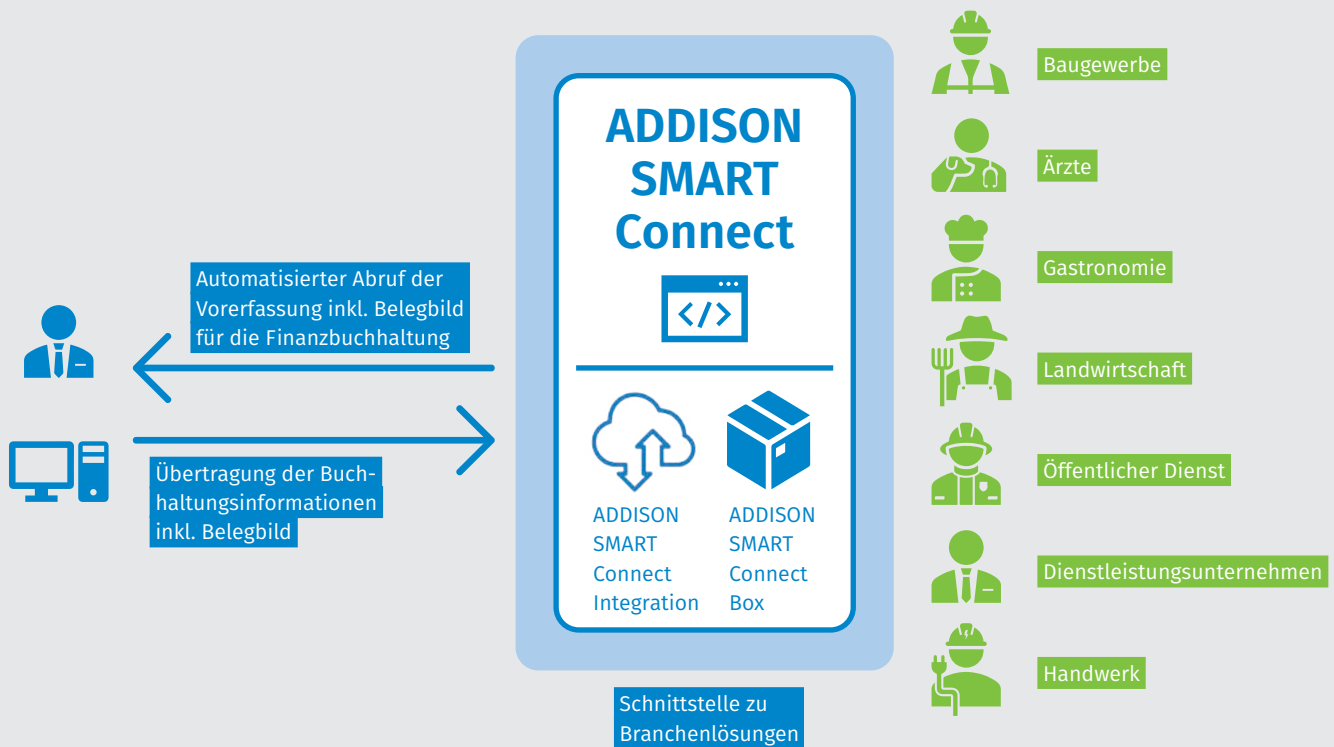 Automatisierter Abruf der
Vorerfassung inkl. Belegbild
für die Finanzbuchhaltung
Übertragung der Buch-
haltungsinformationen
inkl. Belegbild
ADDISON
SMART
Connect
</>
ADDISON
SMART
Connect
Integration
ADDISON
SMART
Connect
Box
Schnittstelle zu
Branchenlösungen
Baugewerbe
Ärzte
Gastronomie
Landwirtschaft
Öffentlicher Dienst
Dienstleistungsunternehmen
Handwerk